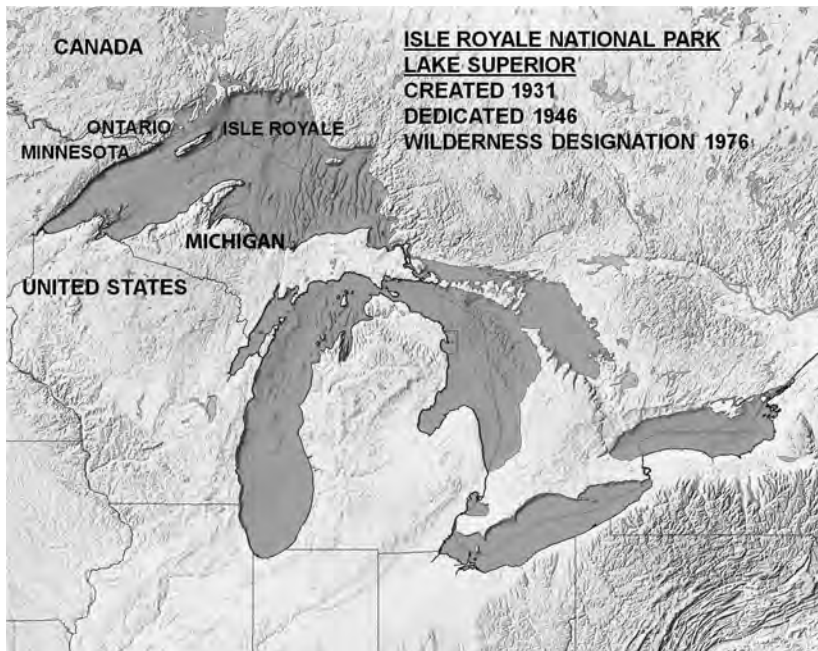 CANADA
ISLE ROYALE NATIONAL PARK
LAKE SUPERIOR
CREATED 1931
DEDICATED 1946
WILDERNESS DESIGNATION 1976
ONTARIO
ISLE ROYALE
MINNESOTA
MICHIGAN
UNITED STATES